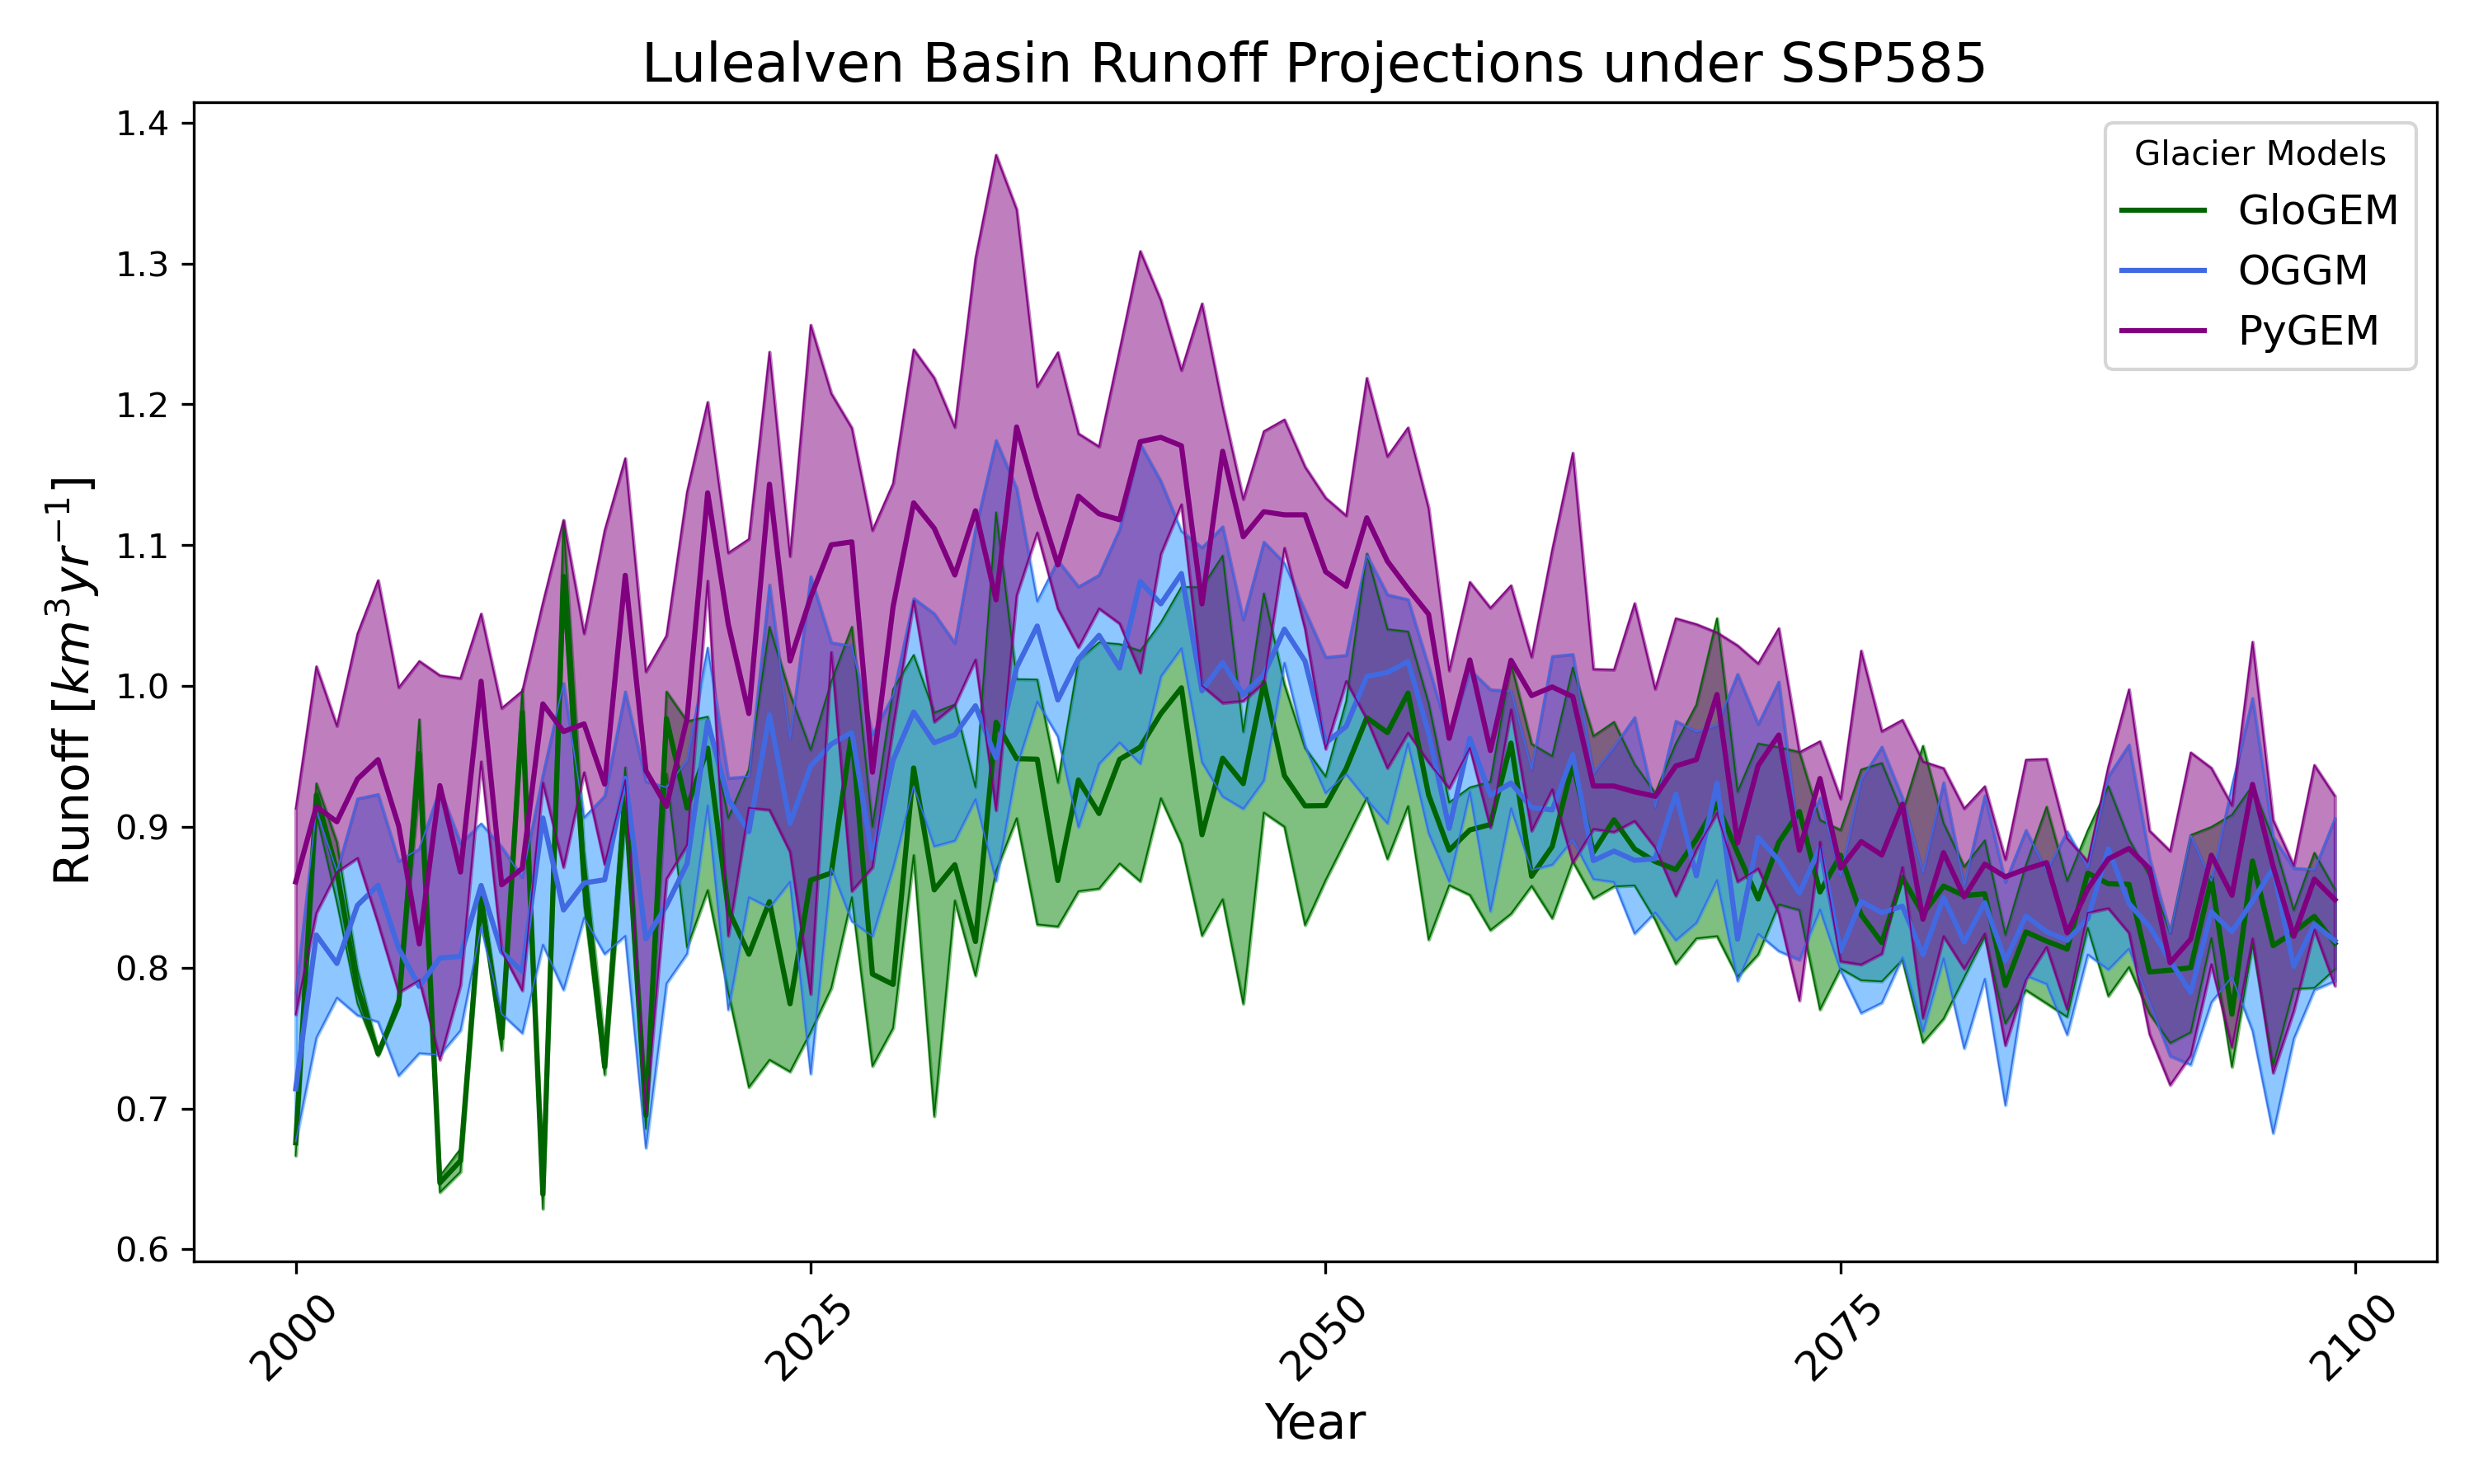 Lulealven Basin Runoff Projections under SSP585
Runoff [km³yr⁻¹]
1.4
1.3
1.2
1.1
1.0
0.9
0.8
0.7
0.6
Glacier Models
GloGEM
OGGM
PyGEM
2000
2025
2050
2075
2100
Year